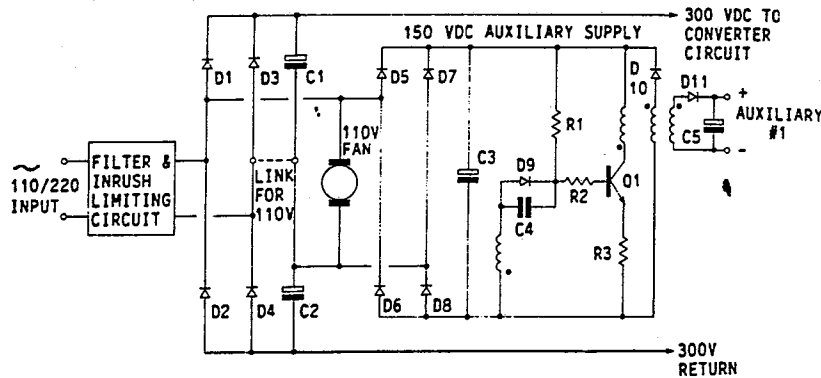 300 VDC TO
CONVERTER
CIRCUIT
150 VDC AUXILIARY SUPPLY
D1
D3
C1
D5
D7
D
10
D11
+
AUXILIARY
#1
-
C5
R1
110V
FAN
C3
D9
Q1
FILTER &
INRUSH
LIMITING
CIRCUIT
~
110/220
INPUT
LINK
FOR
110V
R2
C4
R3
D2
D4
C2
D6
D8
300V
RETURN